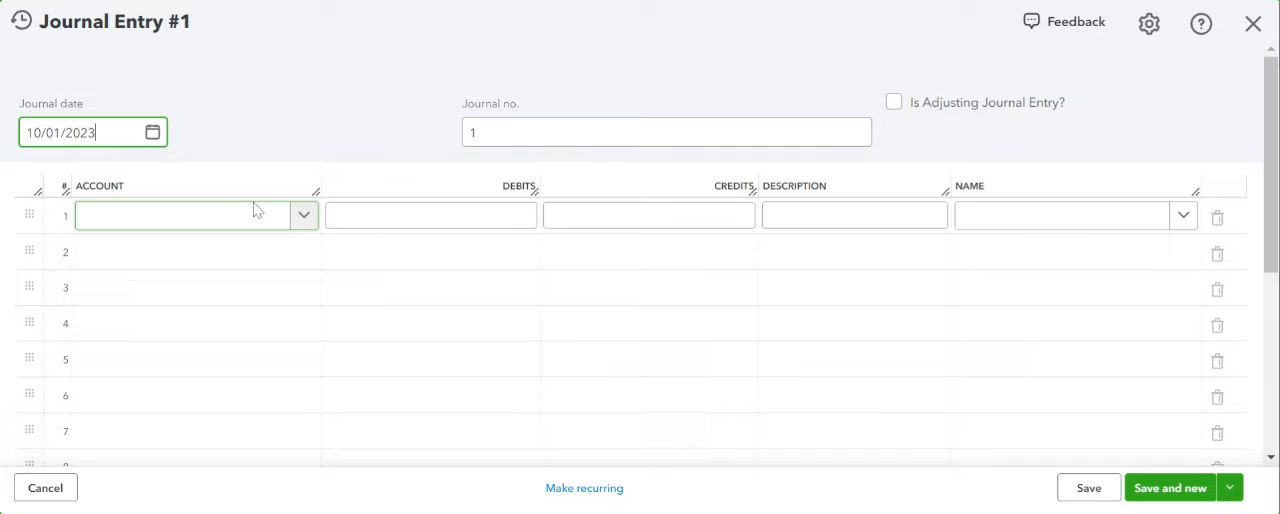 Journal Entry #1
Feedback
Journal date
Journal no.
Is Adjusting Journal Entry?
10/01/2023
1
# ACCOUNT DEBITS CREDITS DESCRIPTION NAME
1
2
3
4
5
6
7
Cancel
Make recurring
Save
Save and new